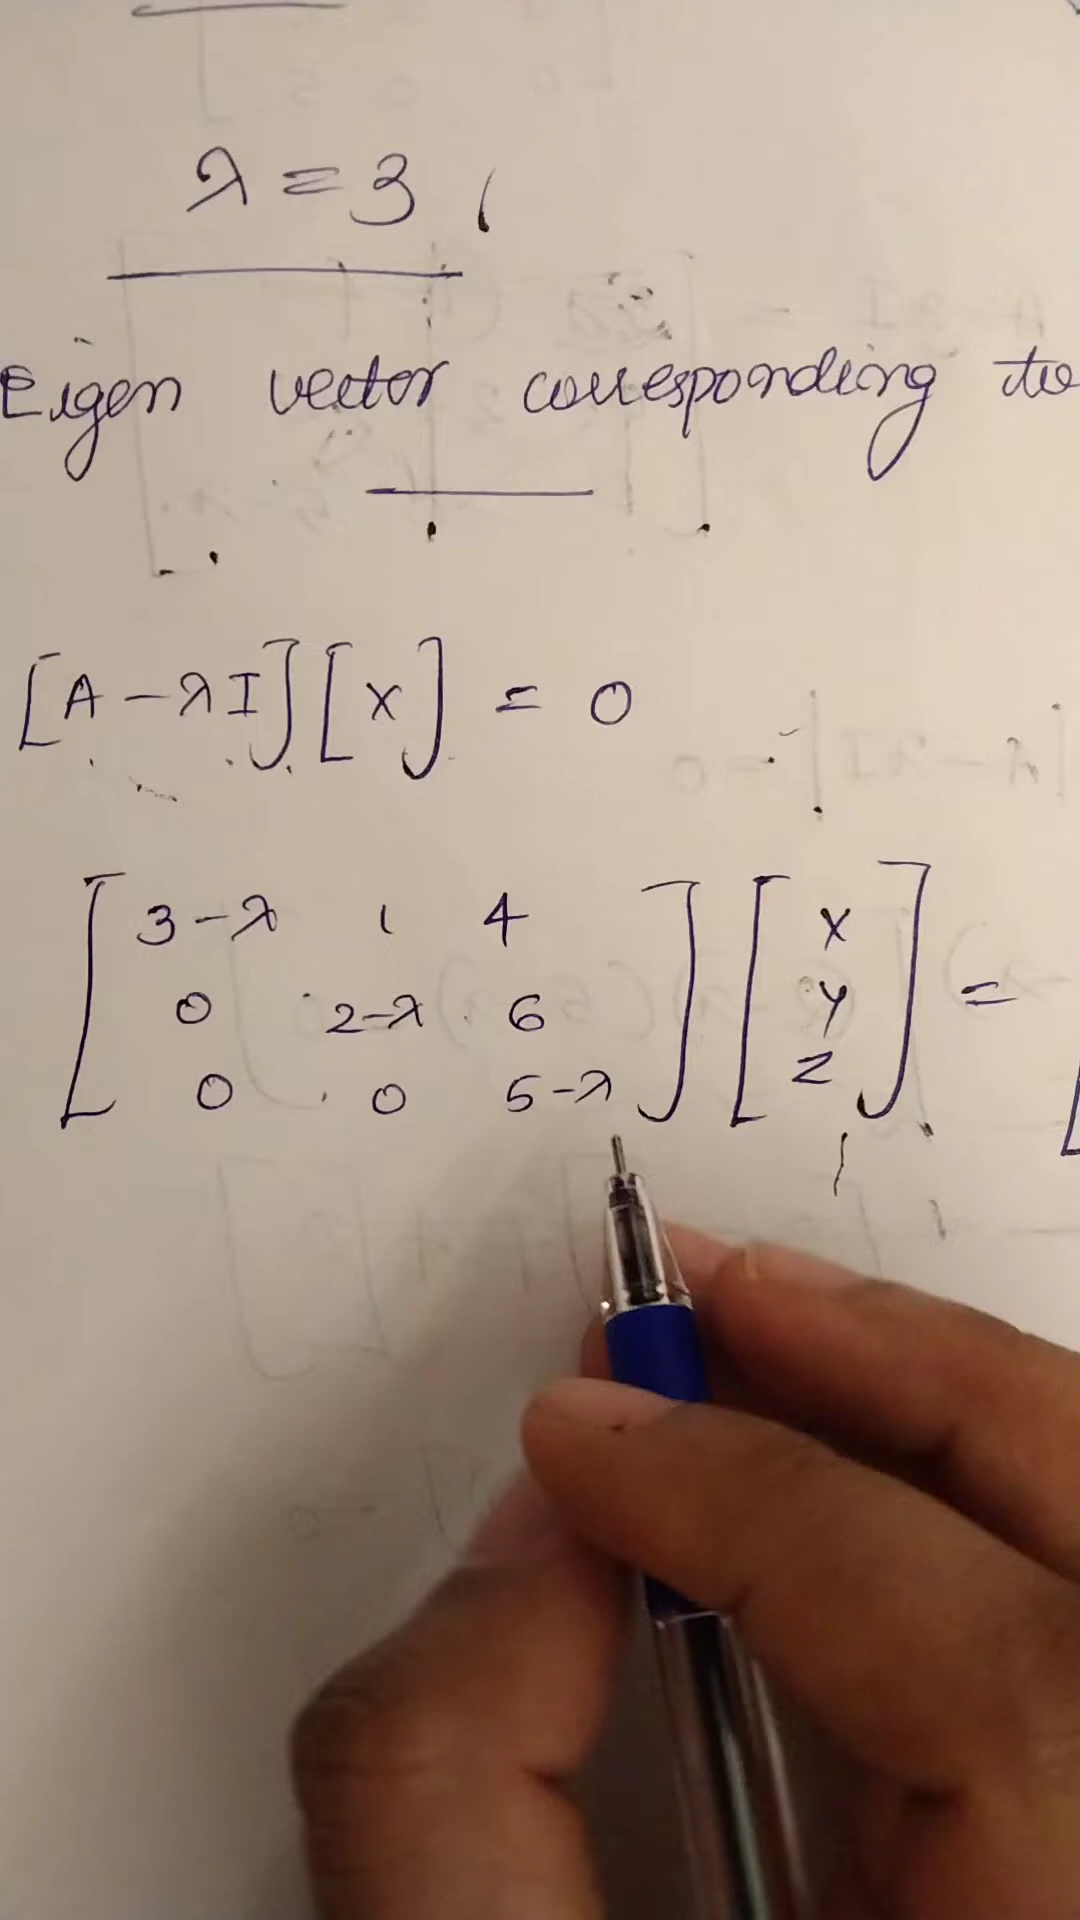 λ = 3,
Eigen vector corresponding to
[A - λI] [X] = 0
[3-λ 1 4] [x]
[0 2-λ 6] [y] =
[0 0 5-λ] [z]